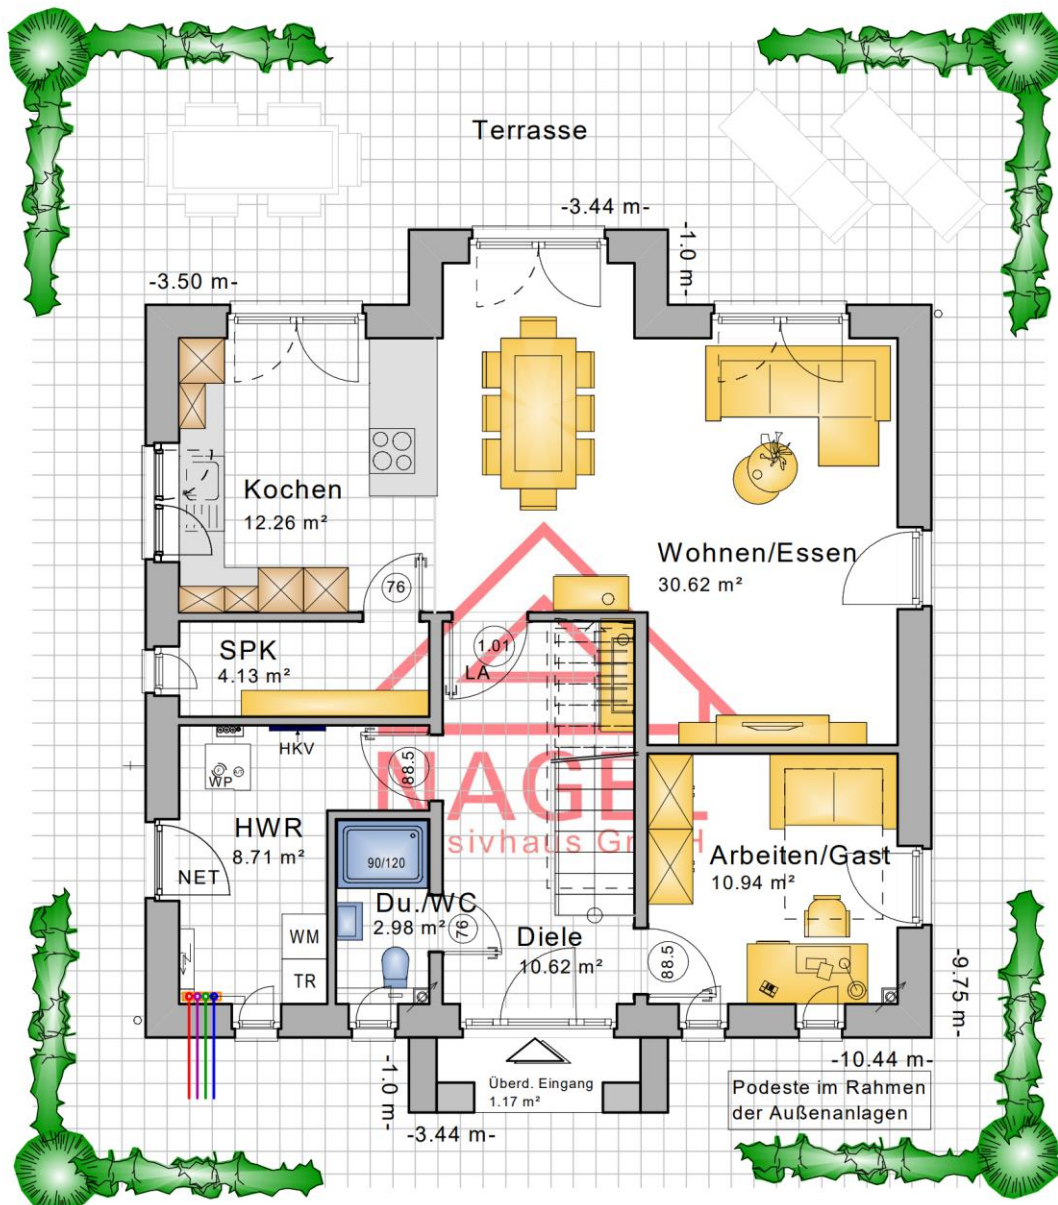 Terrasse
-3.44 m-
-1.0 m-
-3.50 m-
Kochen
12.26 m²
Wohnen/Essen
30.62 m²
76
SPK
4.13 m²
1.01
LA
HKV
WP
88.5
NAGEL
sivhaus G H
HWR
8.71 m²
NET
90/120
Du./WC
2.98 m²
76
Arbeiten/Gast
10.94 m²
WM
TR
Diele
10.62 m²
88.5
-9.75 m-
-10.44 m-
-1.0 m-
Überd. Eingang
1.17 m²
-3.44 m-
Podeste im Rahmen
der Außenanlagen